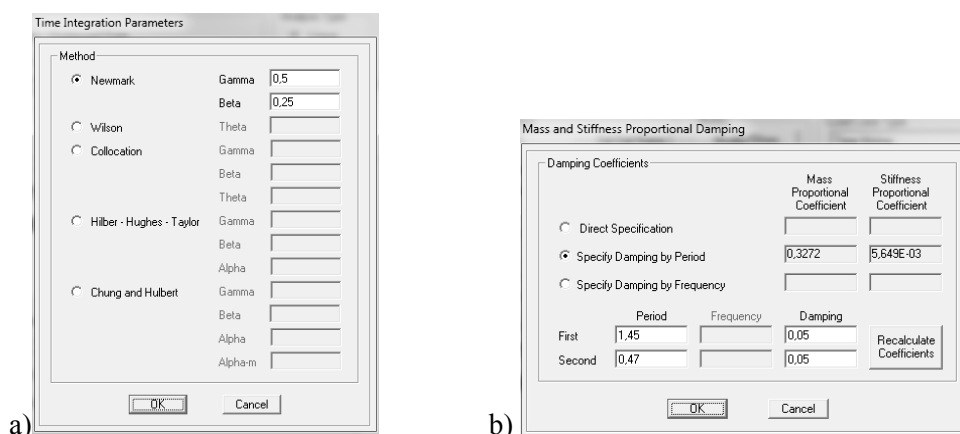 Time Integration Parameters
Method
Newmark Gamma 0,5
Beta 0,25
Wilson Theta
Collocation Gamma
Beta
Theta
Hilber - Hughes - Taylor Gamma
Beta
Alpha
Chung and Hulbert Gamma
Beta
Alpha
Alpha-m
OK Cancel
a)
Mass and Stiffness Proportional Damping
Damping Coefficients
Mass Stiffness
Proportional Proportional
Coefficient Coefficient
Direct Specification
Specify Damping by Period 0,3272 5,649E-03
Specify Damping by Frequency
Period Frequency Damping
First 1,45 0,05
Second 0,47 0,05
Recalculate
Coefficients
OK Cancel
b)